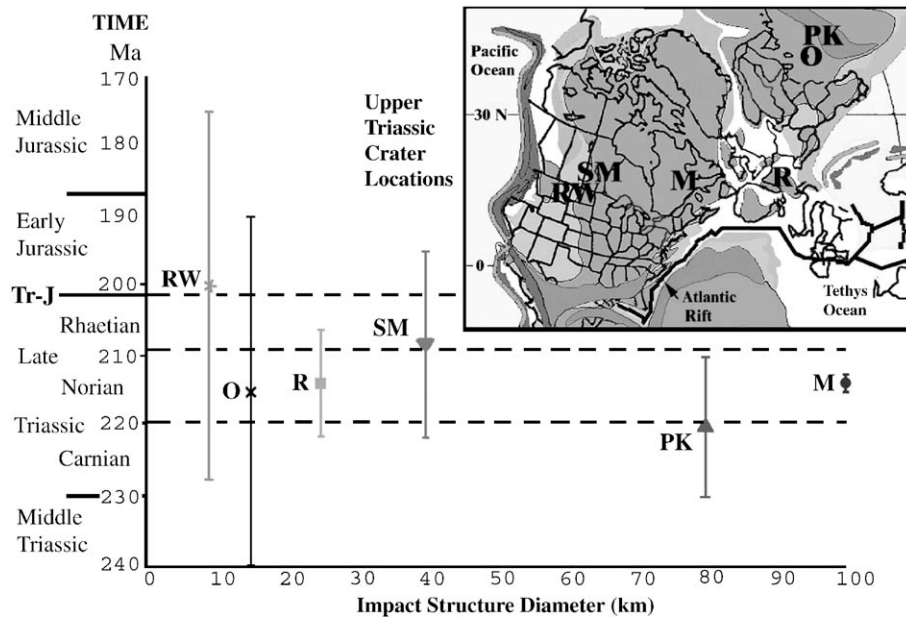 TIME
Ma
170
Middle
Jurassic
180
190
Early
Jurassic
200
Tr-J
Rhaetian
Late
210
Norian
Triassic
220
Carnian
230
Middle
Triassic
240
RW
O
R
SM
PK
M
0 10 20 30 40 50 60 70 80 90 100
Impact Structure Diameter (km)
Upper
Triassic
Crater
Locations
Pacific
Ocean
30 N
0
PK
O
SM
RW
M
R
Atlantic
Rift
Tethys
Ocean